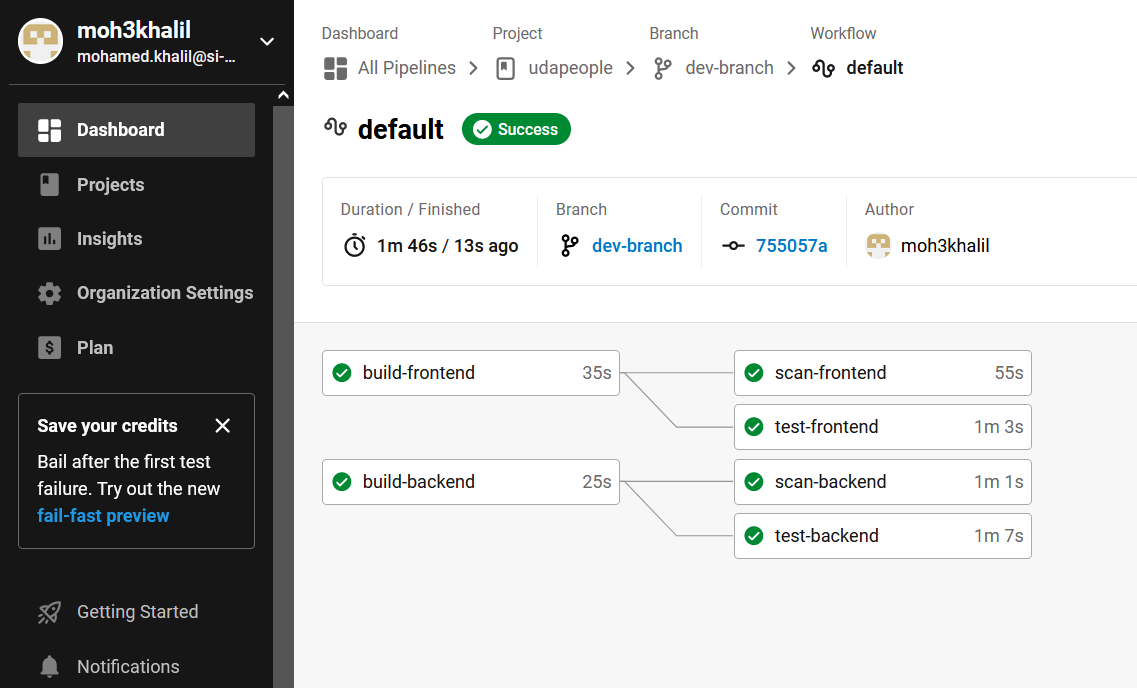 moh3khalil
mohamed.khalil@si-...
Dashboard
Projects
Insights
Organization Settings
Plan
Save your credits
Bail after the first test
failure. Try out the new
fail-fast preview
Getting Started
Notifications
Dashboard Project Branch Workflow
All Pipelines udapeople dev-branch default
default Success
Duration / Finished Branch Commit Author
1m 46s / 13s ago dev-branch 755057a moh3khalil
build-frontend 35s scan-frontend 55s
test-frontend 1m 3s
build-backend 25s scan-backend 1m 1s
test-backend 1m 7s